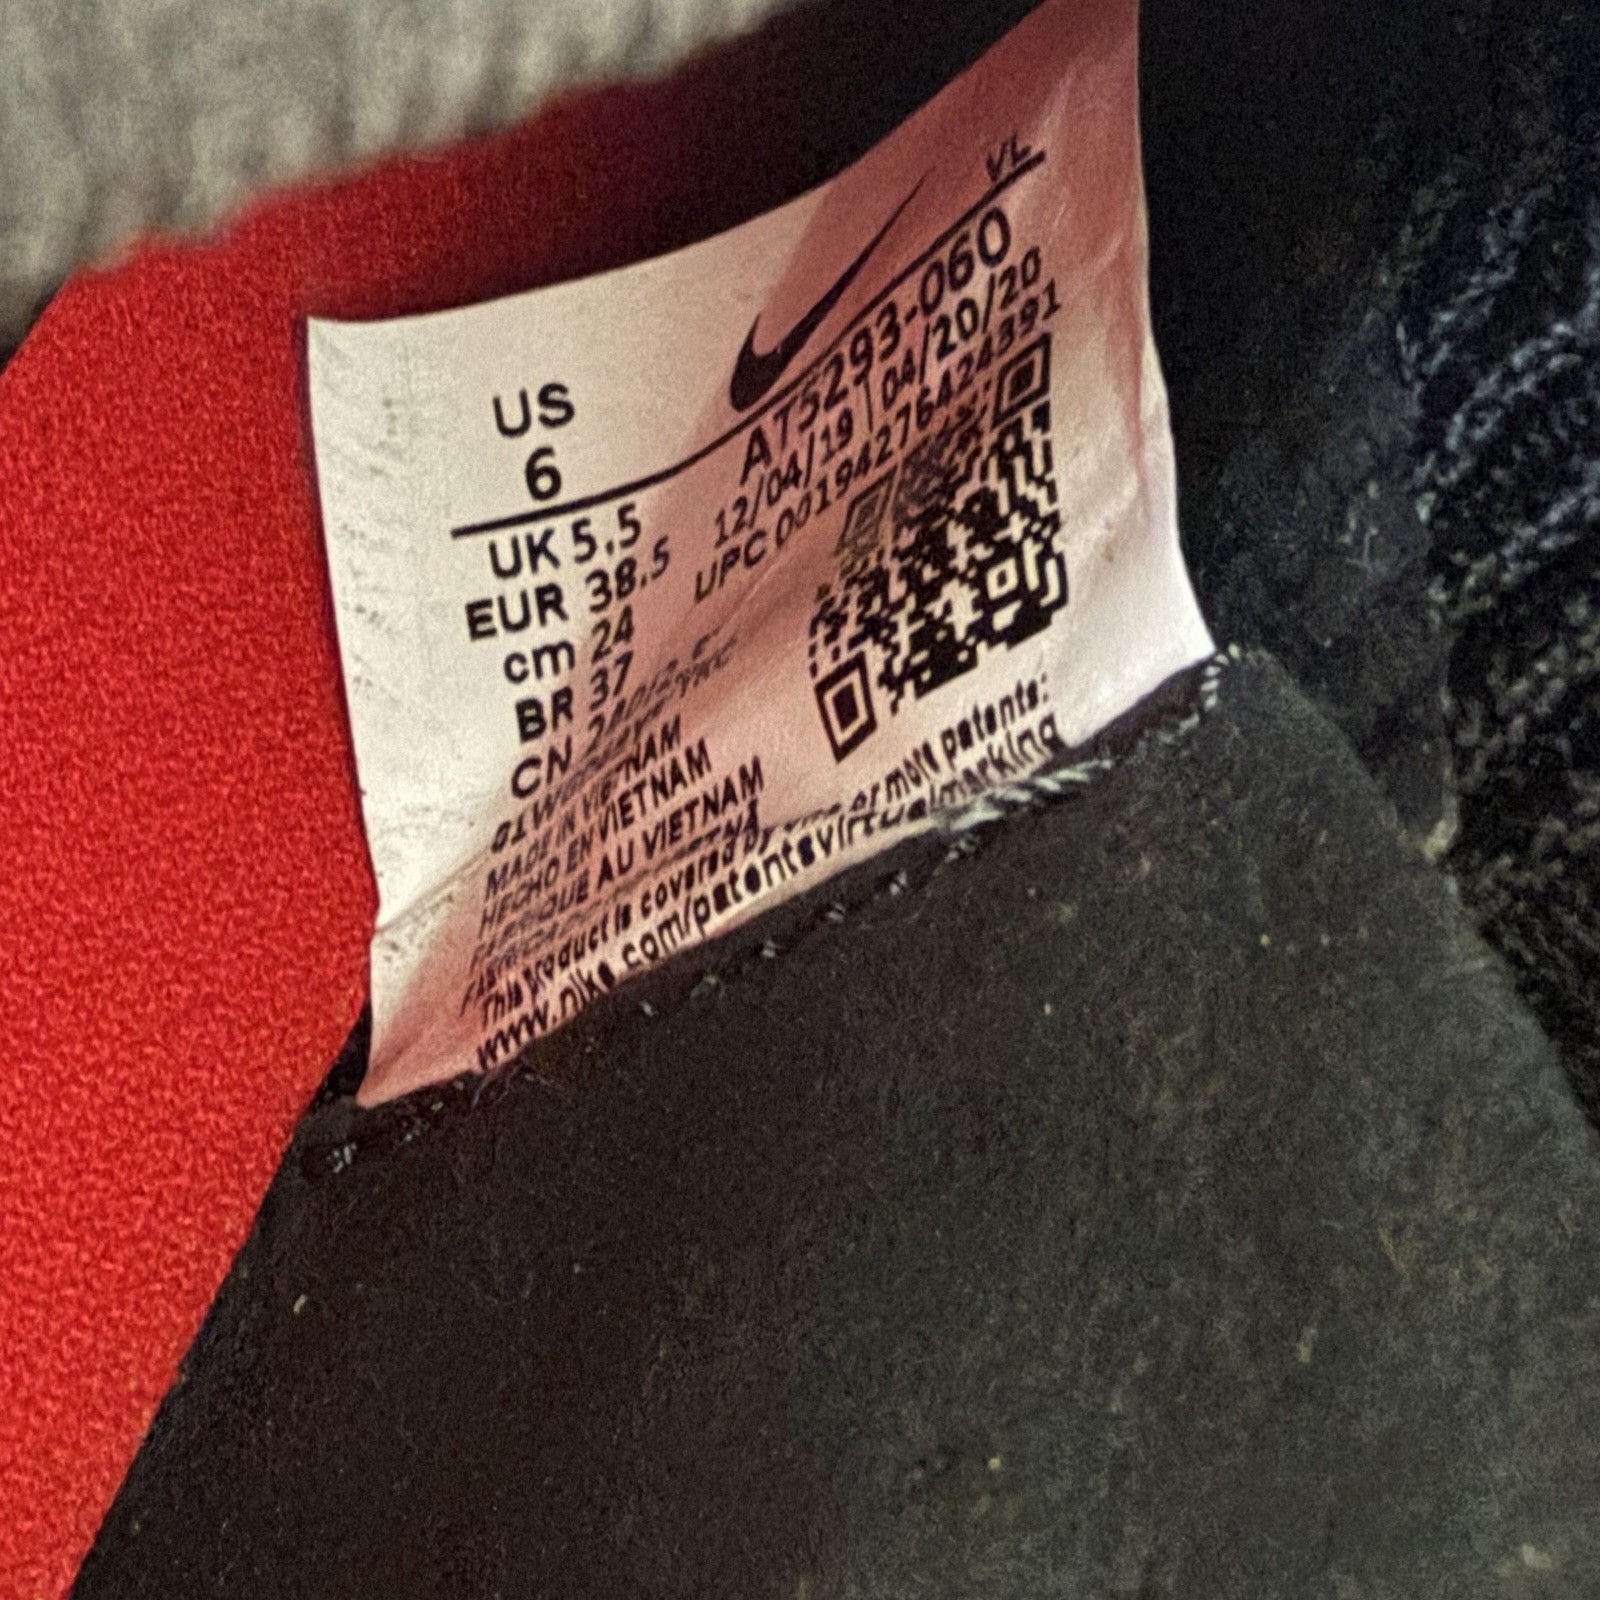 VL
US
6
AT5293-060
12/04/19 | 04/20/20
UPC 00194276424391
UK 5.5
EUR 38.5
cm 24
BR 37
CN
MADE IN VIETNAM
HECHO EN VIETNAM
FABRIQUE AU VIETNAM
This product is covered by one or more patents:
www.nike.com/patentsvirtualmarking